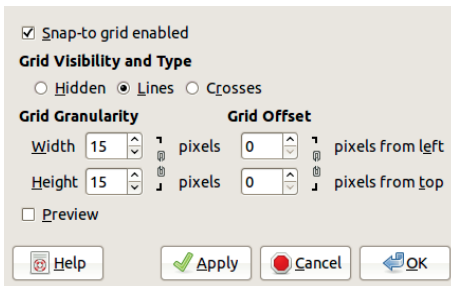 Snap-to grid enabled
Grid Visibility and Type
Hidden Lines Crosses
Grid Granularity Grid Offset
Width 15 pixels 0 pixels from left
Height 15 pixels 0 pixels from top
Preview
Help Apply Cancel OK